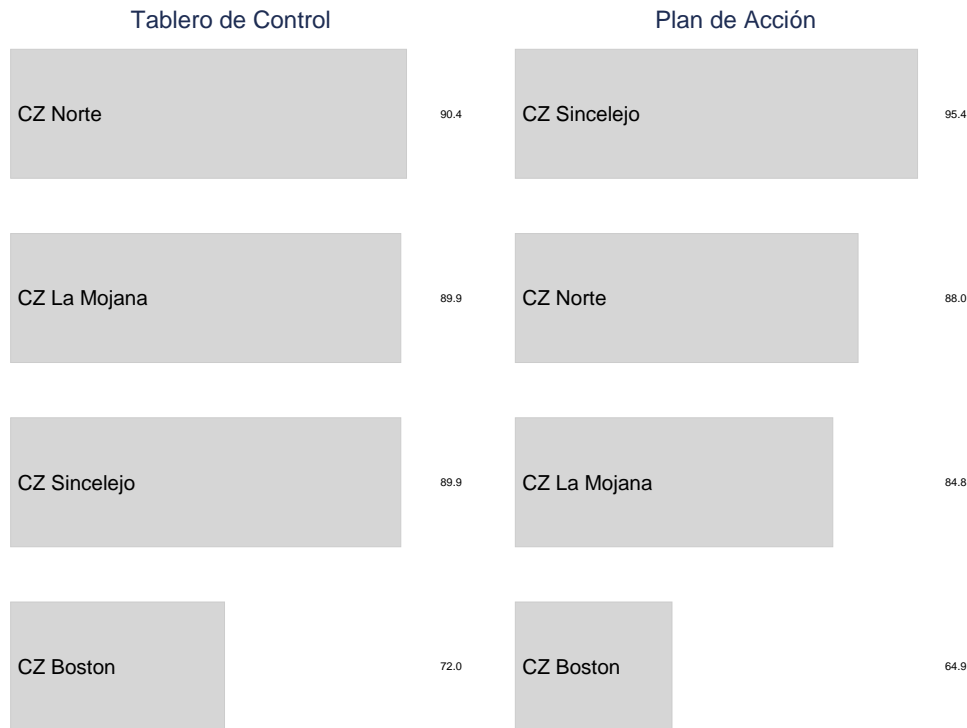 Tablero de Control
CZ Norte 90.4
CZ La Mojana 89.9
CZ Sincelejo 89.9
CZ Boston 72.0
Plan de Acción
CZ Sincelejo 95.4
CZ Norte 88.0
CZ La Mojana 84.8
CZ Boston 64.9